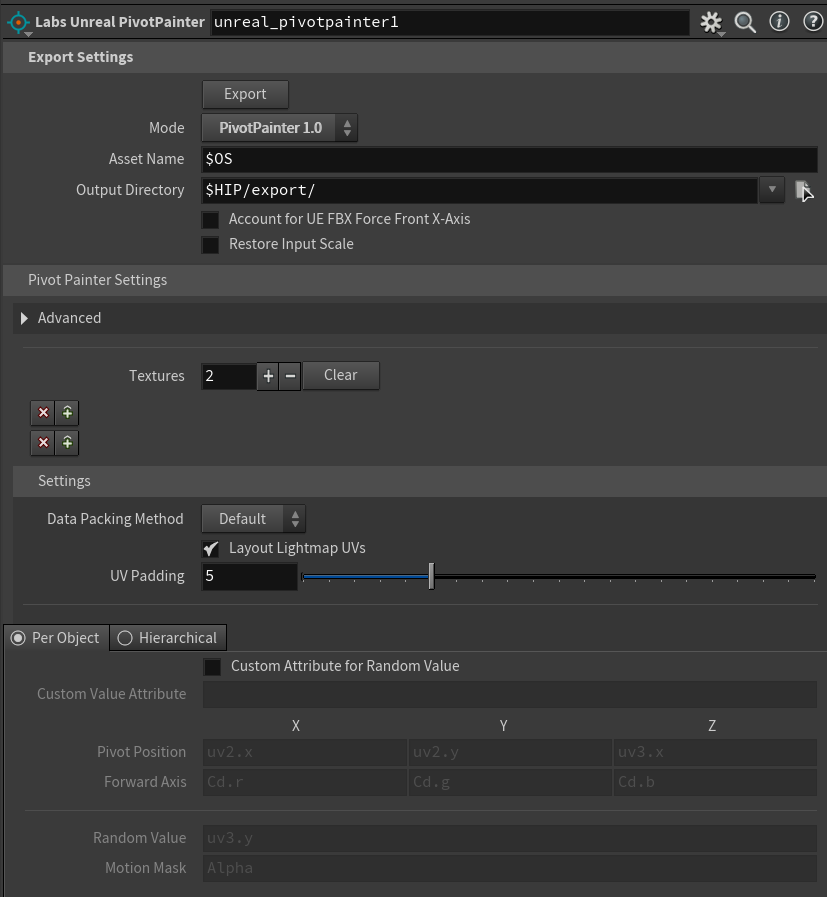 Labs Unreal PivotPainter unreal_pivotpainter1
Export Settings
Export
Mode PivotPainter 1.0
Asset Name $OS
Output Directory $HIP/export/
Account for UE FBX Force Front X-Axis
Restore Input Scale
Pivot Painter Settings
Advanced
Textures 2 + − Clear
Settings
Data Packing Method Default
Layout Lightmap UVs
UV Padding 5
Per Object Hierarchical
Custom Attribute for Random Value
Custom Value Attribute
X Y Z
Pivot Position uv2.x uv2.y uv3.x
Forward Axis Cd.r Cd.g Cd.b
Random Value uv3.y
Motion Mask Alpha